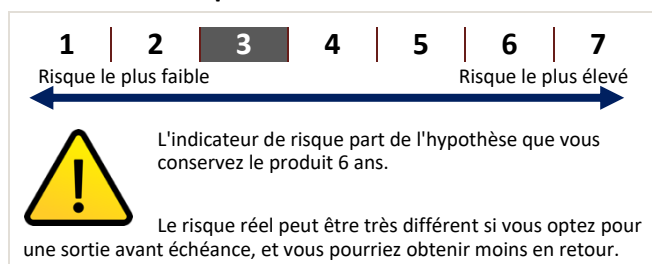 1 2 3 4 5 6 7
Risque le plus faible Risque le plus élevé
L'indicateur de risque part de l'hypothèse que vous
conservez le produit 6 ans.
Le risque réel peut être très différent si vous optez pour
une sortie avant échéance, et vous pourriez obtenir moins en retour.